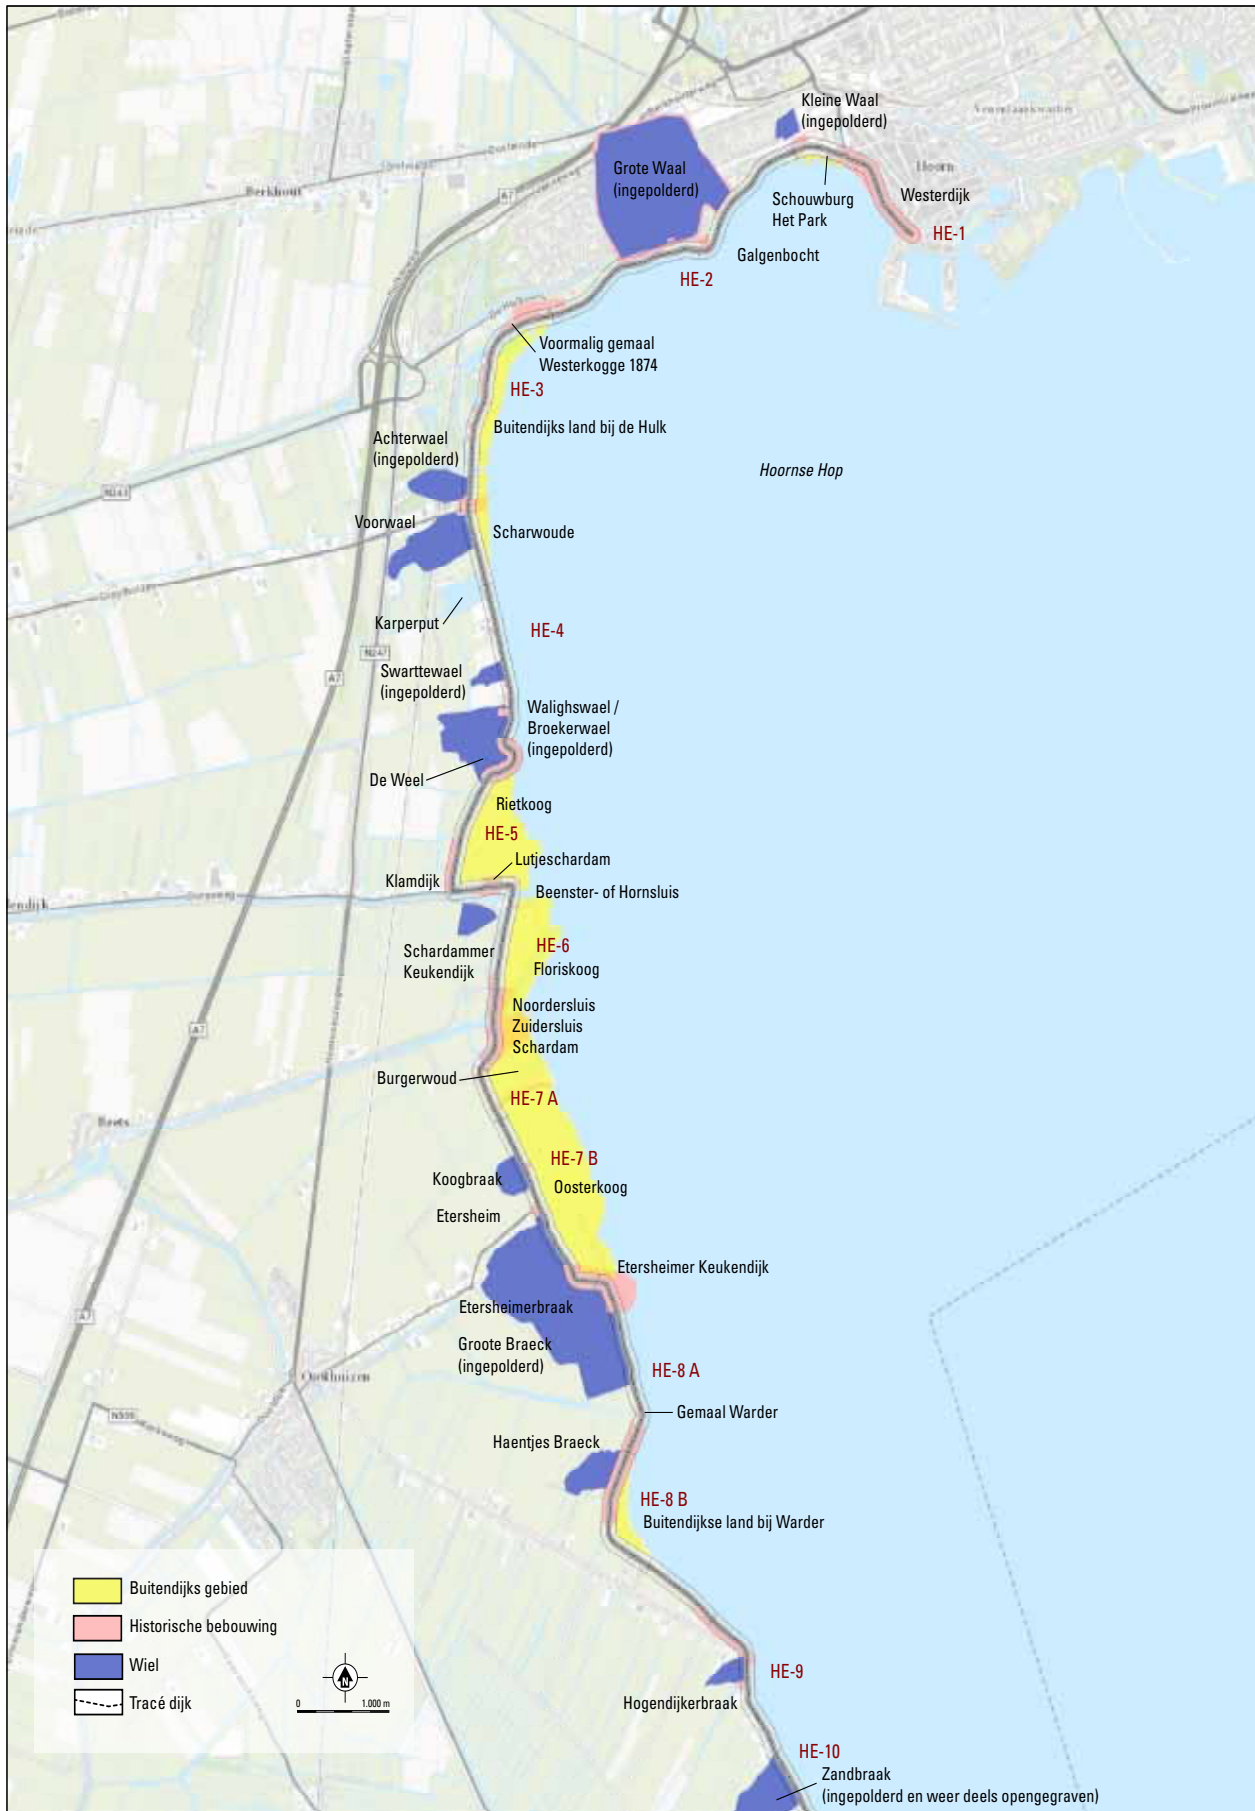 Kleine Waal
(ingepolderd)
Hoorn
Grote Waal
(ingepolderd)
Berkhout
A7
Schouwburg
Het Park
Westerdijk
HE-1
Galgenbocht
HE-2
Voormalig gemaal
Westerkogge 1874
HE-3
Buitendijks land bij de Hulk
Achterwael
(ingepolderd)
Hoornse Hop
N243
Voorwael
Scharwoude
Karperput
HE-4
N247
Swarttewael
(ingepolderd)
A7
Walighswael /
Broekerwael
(ingepolderd)
De Weel
Rietkoog
HE-5
Lutjeschardam
Klamdijk
Beenster- of Hornsluis
Schardammer
Keukendijk
HE-6
Floriskoog
Noordersluis
Zuidersluis
Schardam
A7
Burgerwoud
HE-7 A
Beets
HE-7 B
Koogbraak
Oosterkoog
Etersheim
Etersheimer Keukendijk
Etersheimerbraak
A7
Groote Braeck
(ingepolderd)
HE-8 A
Oosthuizen
Gemaal Warder
Haentjes Braeck
HE-8 B
Buitendijkse land bij Warder
Buitendijks gebied
Historische bebouwing
Wiel
Tracé dijk
N
0 1.000 m
HE-9
Hogendijkerbraak
HE-10
Zandbraak
(ingepolderd en weer deels opengegraven)